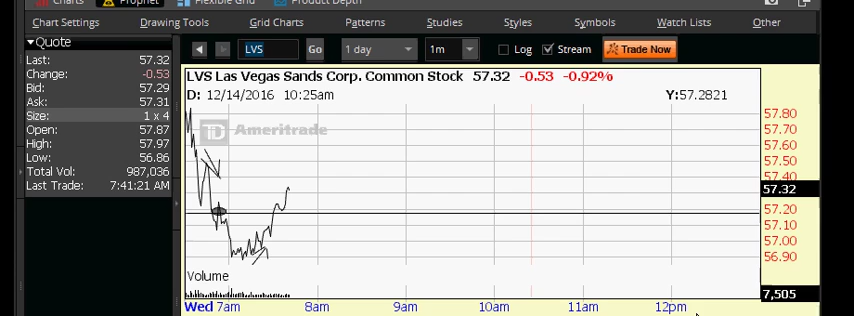 Charts Prophet Flexible Grid Product Depth
Chart Settings Drawing Tools Grid Charts Patterns Studies Styles Symbols Watch Lists Other
Quote
LVS Go 1 day 1m Log Stream Trade Now
Last: 57.32
Change: -0.53
Bid: 57.29
Ask: 57.31
Size: 1 x 4
Open: 57.87
High: 57.97
Low: 56.86
Total Vol: 987,036
Last Trade: 7:41:21 AM
LVS Las Vegas Sands Corp. Common Stock 57.32 -0.53 -0.92%
D: 12/14/2016 10:25am Y:57.2821
TD Ameritrade
57.80
57.70
57.60
57.50
57.40
57.32
57.20
57.10
57.00
56.90
Volume
7,505
Wed 7am 8am 9am 10am 11am 12pm